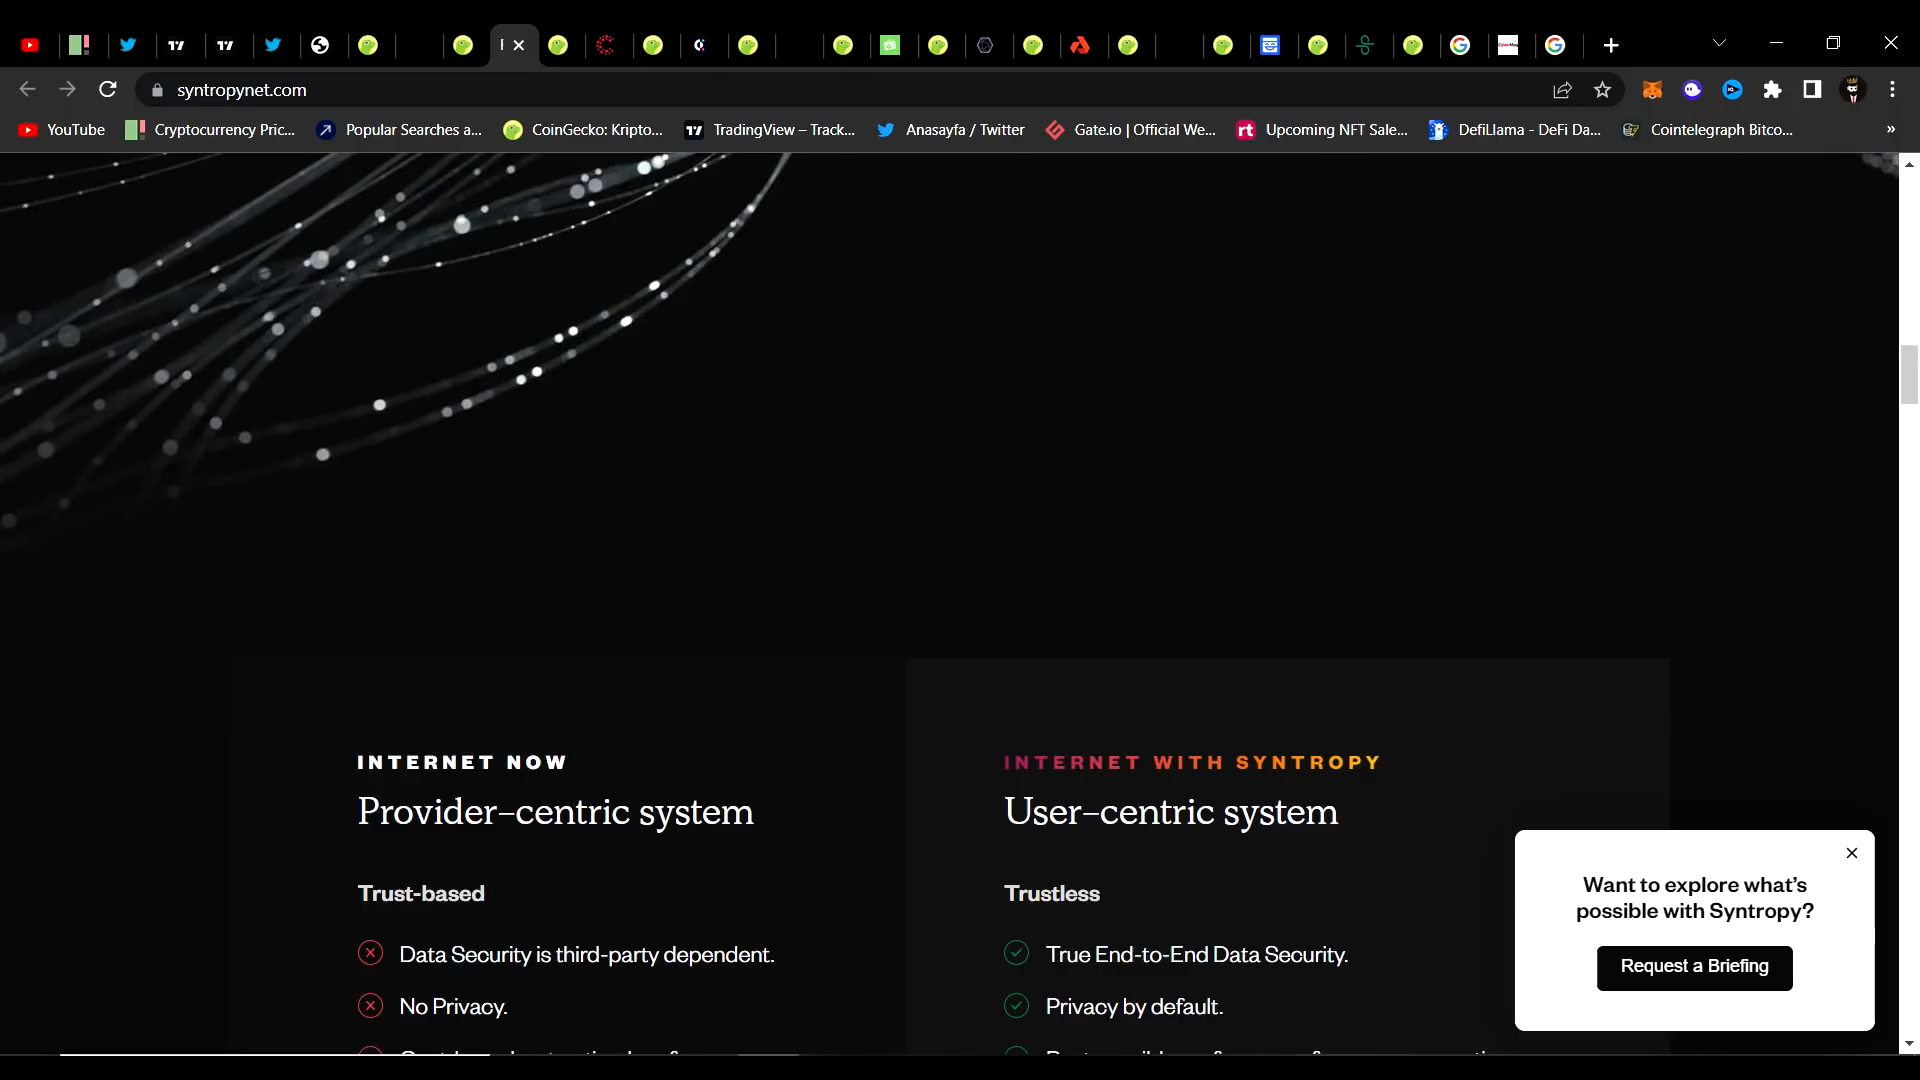 syntropynet.com
YouTube
Cryptocurrency Pric...
Popular Searches a...
CoinGecko: Kripto...
TradingView – Track...
Anasayfa / Twitter
Gate.io | Official We...
Upcoming NFT Sale...
DefiLlama - DeFi Da...
Cointelegraph Bitco...
»
INTERNET NOW
Provider-centric system
Trust-based
Data Security is third-party dependent.
No Privacy.
INTERNET WITH SYNTROPY
User-centric system
Trustless
True End-to-End Data Security.
Privacy by default.
Want to explore what's
possible with Syntropy?
Request a Briefing